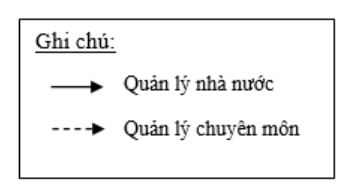 Ghi chú:
Quản lý nhà nước
Quản lý chuyên môn